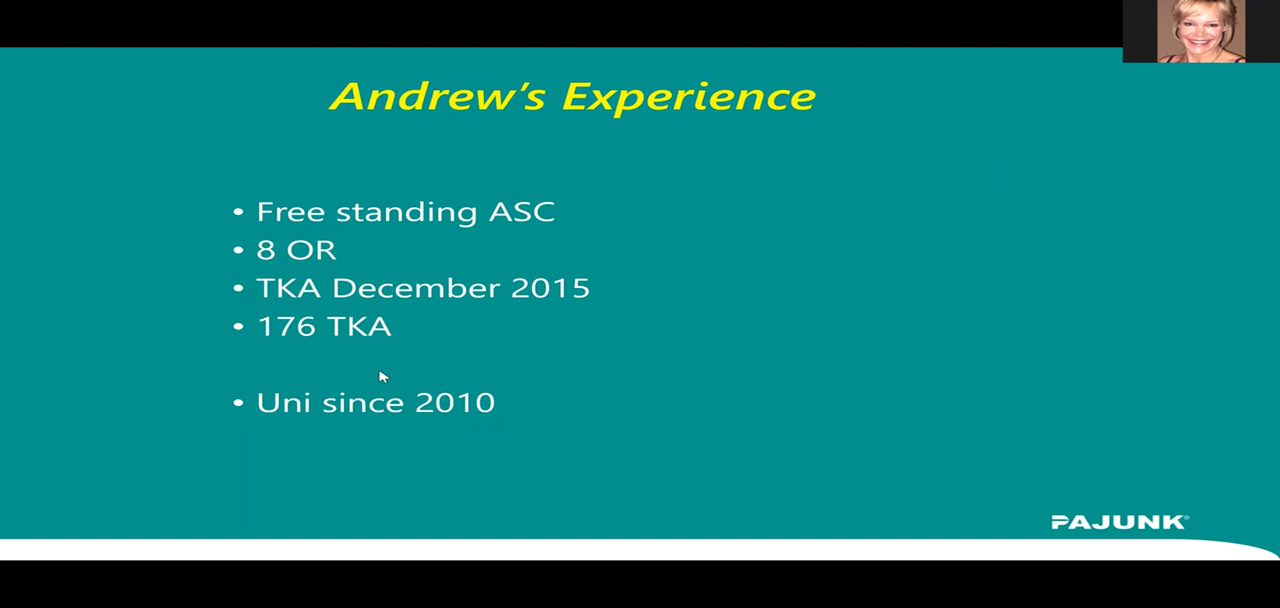 Andrew's Experience
• Free standing ASC
• 8 OR
• TKA December 2015
• 176 TKA
• Uni since 2010
PAJUNK®